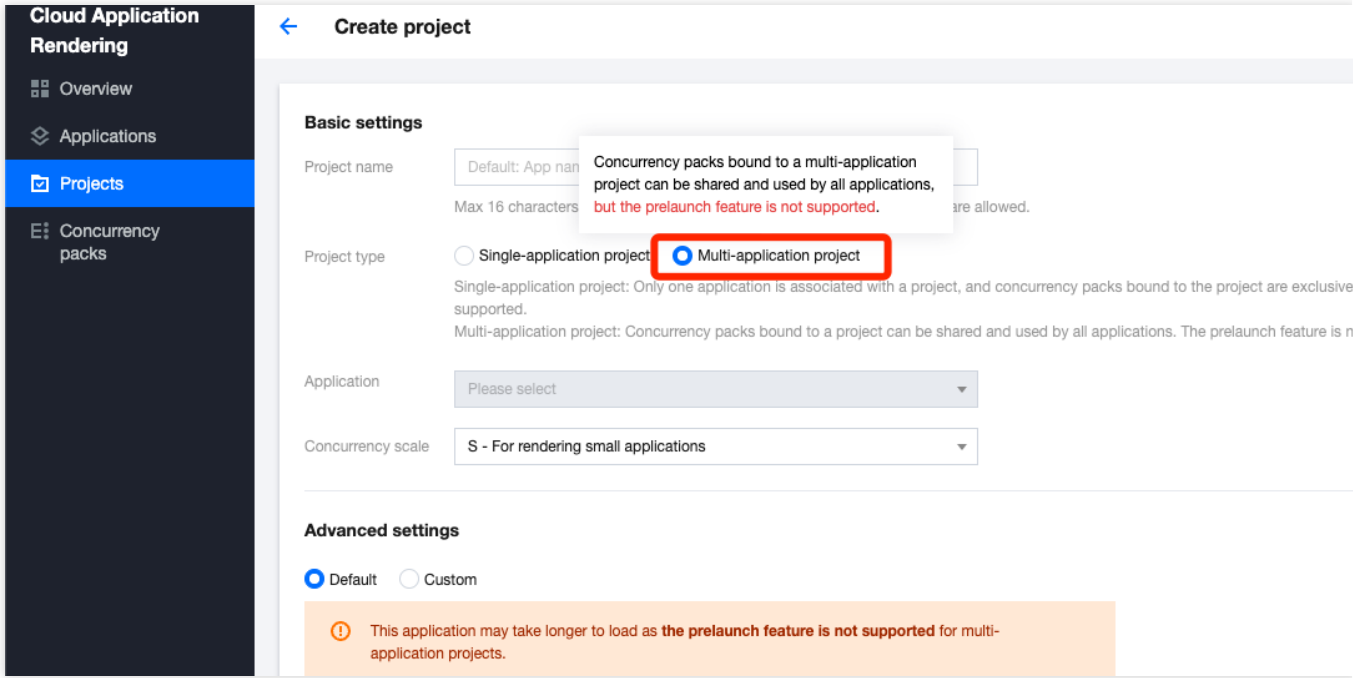 Cloud Application
Rendering
Overview
Applications
Projects
Concurrency
packs
Create project
Basic settings
Project name
Default: App nam
Concurrency packs bound to a multi-application
project can be shared and used by all applications,
but the prelaunch feature is not supported.
Max 16 characters
are allowed.
Project type
Single-application project
Multi-application project
Single-application project: Only one application is associated with a project, and concurrency packs bound to the project are exclusive
supported.
Multi-application project: Concurrency packs bound to a project can be shared and used by all applications. The prelaunch feature is n
Application
Please select
Concurrency scale
S - For rendering small applications
Advanced settings
Default
Custom
This application may take longer to load as the prelaunch feature is not supported for multi-
application projects.